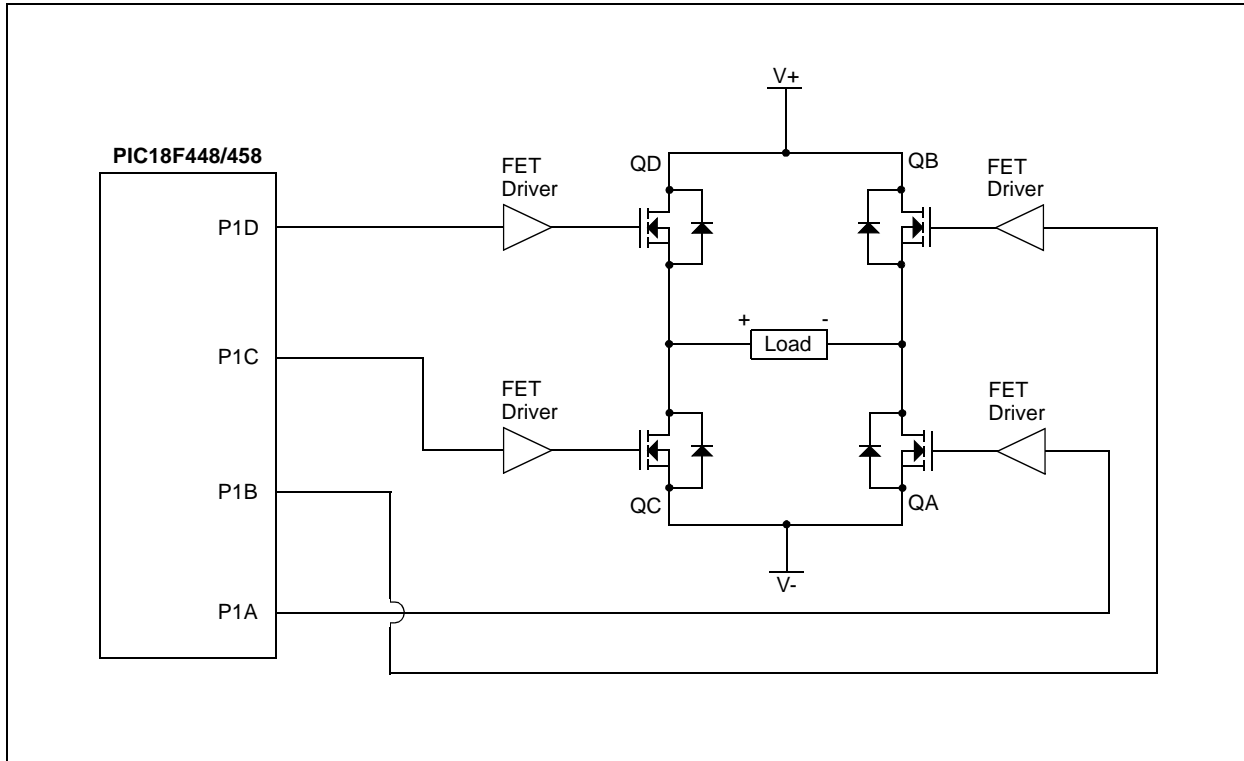 V+
PIC18F448/458
FET
Driver
QD
QB
FET
Driver
P1D
+
-
Load
P1C
FET
Driver
FET
Driver
P1B
QC
QA
V-
P1A